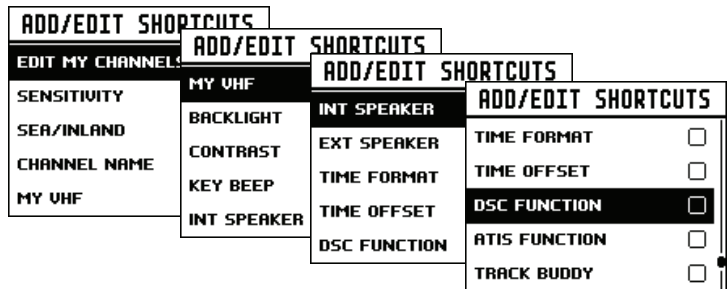 ADD/EDIT SHORTCUTS
EDIT MY CHANNELS
SENSITIVITY
SEA/INLAND
CHANNEL NAME
MY VHF
ADD/EDIT SHORTCUTS
MY VHF
BACKLIGHT
CONTRAST
KEY BEEP
INT SPEAKER
ADD/EDIT SHORTCUTS
INT SPEAKER
EXT SPEAKER
TIME FORMAT
TIME OFFSET
DSC FUNCTION
ADD/EDIT SHORTCUTS
TIME FORMAT
TIME OFFSET
DSC FUNCTION
ATIS FUNCTION
TRACK BUDDY